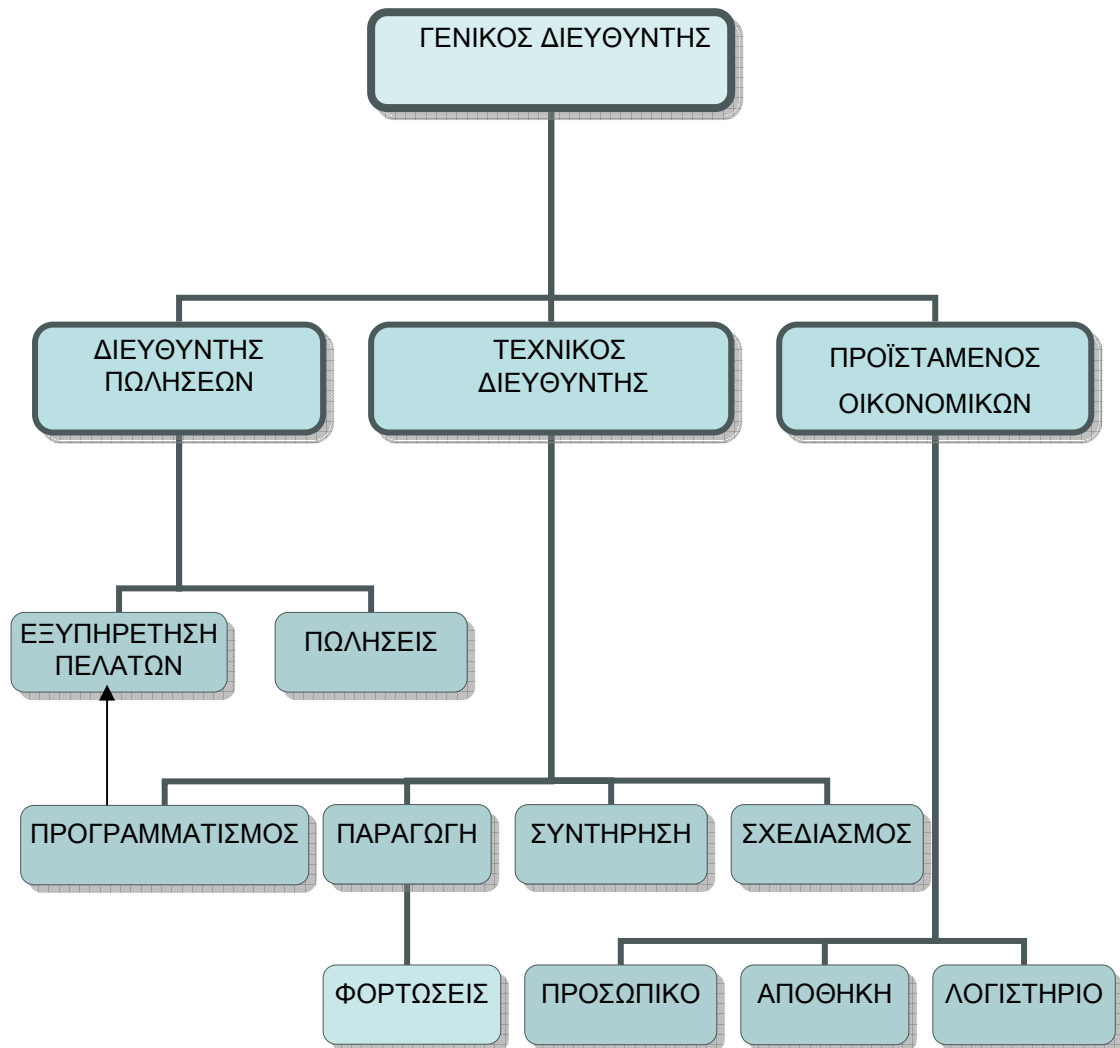 ΓΕΝΙΚΟΣ ΔΙΕΥΘΥΝΤΗΣ
ΔΙΕΥΘΥΝΤΗΣ
ΠΩΛΗΣΕΩΝ
ΤΕΧΝΙΚΟΣ
ΔΙΕΥΘΥΝΤΗΣ
ΠΡΟΪΣΤΑΜΕΝΟΣ
ΟΙΚΟΝΟΜΙΚΩΝ
ΕΞΥΠΗΡΕΤΗΣΗ
ΠΕΛΑΤΩΝ
ΠΩΛΗΣΕΙΣ
ΠΡΟΓΡΑΜΜΑΤΙΣΜΟΣ
ΠΑΡΑΓΩΓΗ
ΣΥΝΤΗΡΗΣΗ
ΣΧΕΔΙΑΣΜΟΣ
ΦΟΡΤΩΣΕΙΣ
ΠΡΟΣΩΠΙΚΟ
ΑΠΟΘΗΚΗ
ΛΟΓΙΣΤΗΡΙΟ